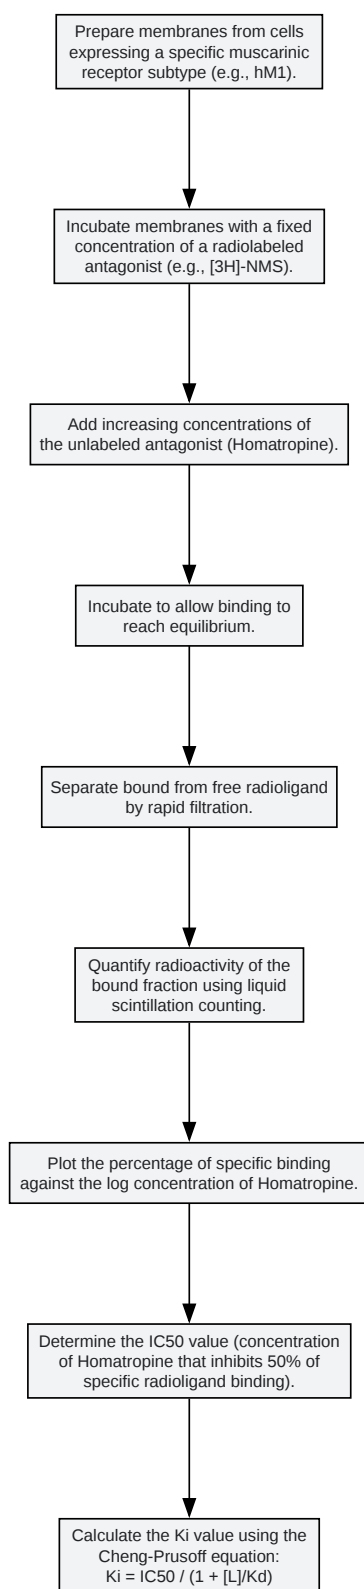 Prepare membranes from cells
expressing a specific muscarinic
receptor subtype (e.g., hM1).
Incubate membranes with a fixed
concentration of a radiolabeled
antagonist (e.g., [3H]-NMS).
Add increasing concentrations of
the unlabeled antagonist (Homatropine).
Incubate to allow binding to
reach equilibrium.
Separate bound from free radioligand
by rapid filtration.
Quantify radioactivity of the
bound fraction using liquid
scintillation counting.
Plot the percentage of specific binding
against the log concentration of Homatropine.
Determine the IC50 value (concentration
of Homatropine that inhibits 50% of
specific radioligand binding).
Calculate the Ki value using the
Cheng-Prusoff equation:
Ki = IC50 / (1 + [L]/Kd)